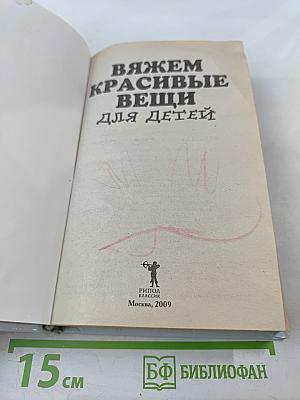 ВЯЖЕМ
КРАСИВЫЕ
ВЕЩИ
ДЛЯ ДЕТЕЙ
РИПОЛ
КЛАССИК
Москва, 2009
15 см
БФ БИБЛИОФАН